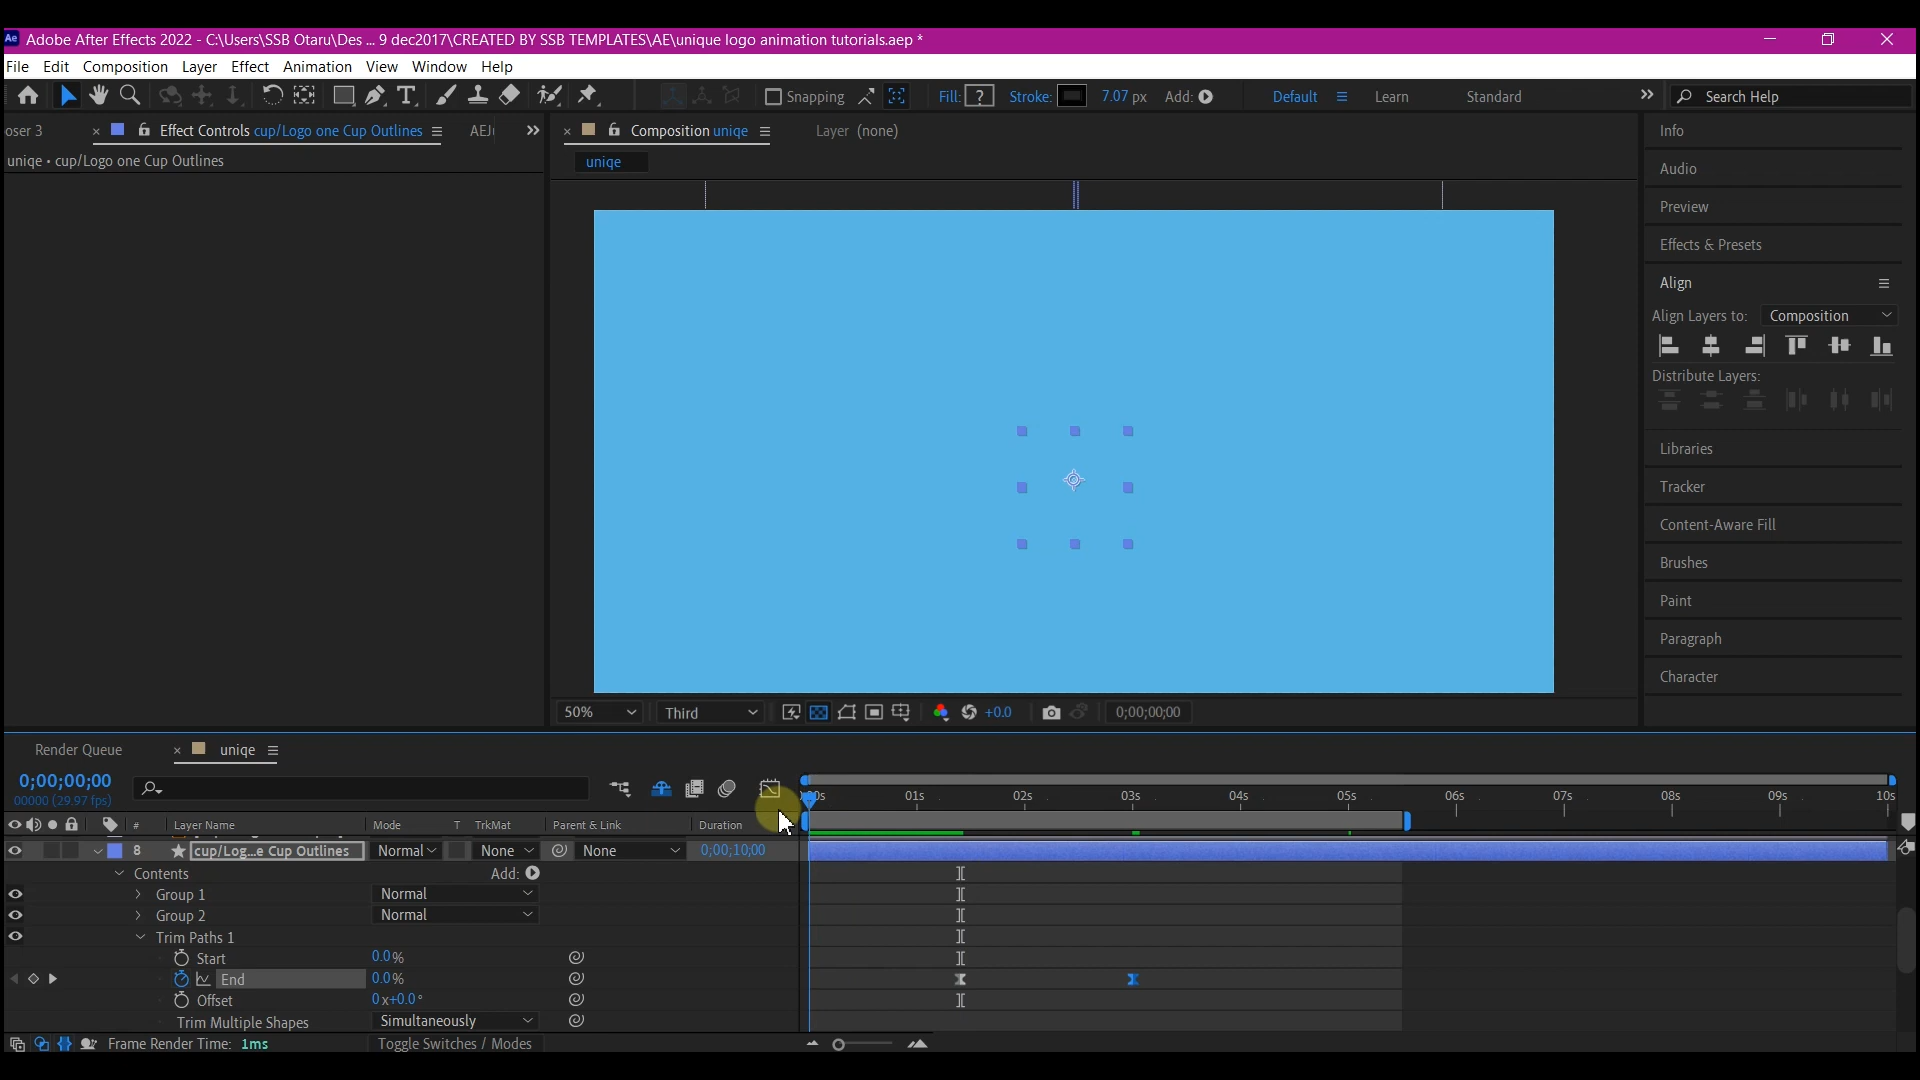 Ae Adobe After Effects 2022 - C:\Users\SSB Otaru\Des ... 9 dec2017\CREATED BY SSB TEMPLATES\AE\unique logo animation tutorials.aep *
File Edit Composition Layer Effect Animation View Window Help
Snapping Fill: ? Stroke: 7.07 px Add: Default Learn Standard Search Help
oser 3 × Effect Controls cup/Logo one Cup Outlines AEJ × Composition uniqe Layer (none)
uniqe • cup/Logo one Cup Outlines
uniqe
Info
Audio
Preview
Effects & Presets
Align
Align Layers to: Composition
Distribute Layers:
Libraries
Tracker
Content-Aware Fill
Brushes
Paint
Paragraph
Character
50% Third +0.0 0;00;00;00
Render Queue × uniqe
0;00;00;00
00000 (29.97 fps)
01s 02s 03s 04s 05s 06s 07s 08s 09s 10s
# Layer Name Mode T TrkMat Parent & Link Duration
8 cup/Log...e Cup Outlines Normal None None 0;00;10;00
Contents Add:
Group 1 Normal
Group 2 Normal
Trim Paths 1
Start 0.0%
End 0.0%
Offset 0x+0.0°
Trim Multiple Shapes Simultaneously
Frame Render Time: 1ms Toggle Switches / Modes